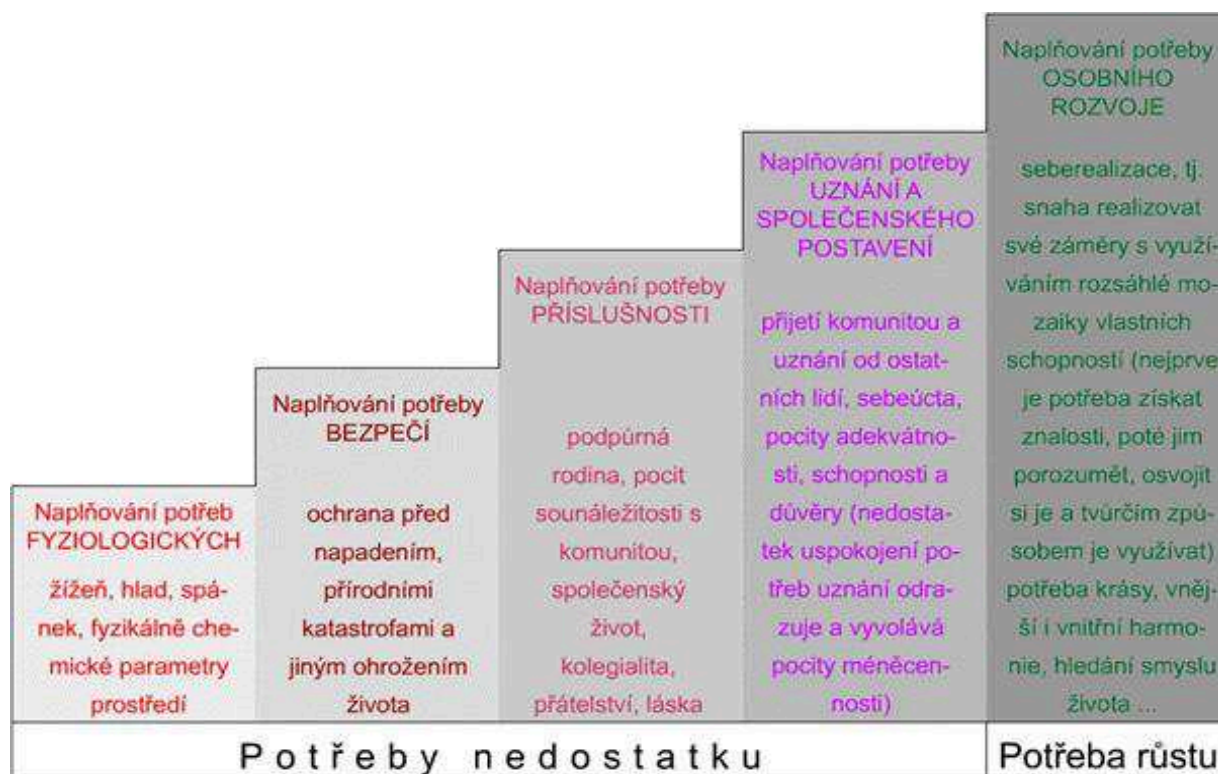 Naplňování potřeb
FYZIOLOGICKÝCH
žížeň, hlad, spá-
nek, fyzikálně che-
mické parametry
prostředí
Naplňování potřeby
BEZPEČÍ
ochrana před
napadením,
přírodními
katastrofami a
jiným ohrožením
života
Naplňování potřeby
PŘÍSLUŠNOSTI
podpúrná
rodina, pocit
sounáležitosti s
komunitou,
společenský
život,
kolegialita,
přátelství, láska
Naplňování potřeby
UZNÁNÍ A
SPOLEČENSKÉHO
POSTAVENÍ
přijetí komunitou a
uznání od ostat-
ních lidí, sebeúcta,
pocity adekvátno-
sti, schopnosti a
důvěry (nedosta-
tek uspokojení po-
třeb uznání odra-
zuje a vyvolává
pocity méněcen-
nosti)
Naplňování potřeby
OSOBNÍHO
ROZVOJE
seberealizace, tj.
snaha realizovat
své záměry s využí-
váním rozsáhlé mo-
zaiky vlastních
schopností (nejprve
je potřeba získat
znalosti, poté jim
porozumět, osvojit
si je a tvůrčím způ-
sobem je využívat)
potřeba krásy, vněj-
ší i vnitřní harmo-
nie, hledání smyslu
života ...
Potřeby nedostatku
Potřeba růstu